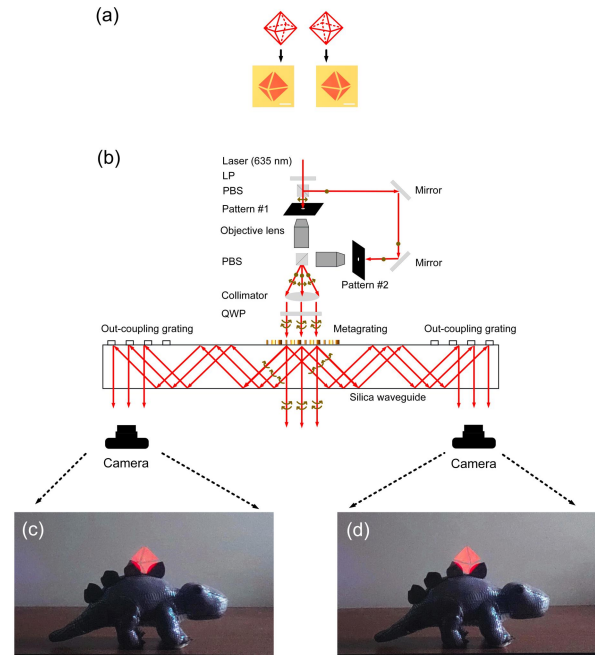 (a)
(b)
Laser (635 nm)
LP
PBS
Mirror
Pattern #1
Objective lens
PBS
Mirror
Pattern #2
Collimator
QWP
Out-coupling grating
Metagrating
Out-coupling grating
Silica waveguide
Camera
Camera
(c)
(d)